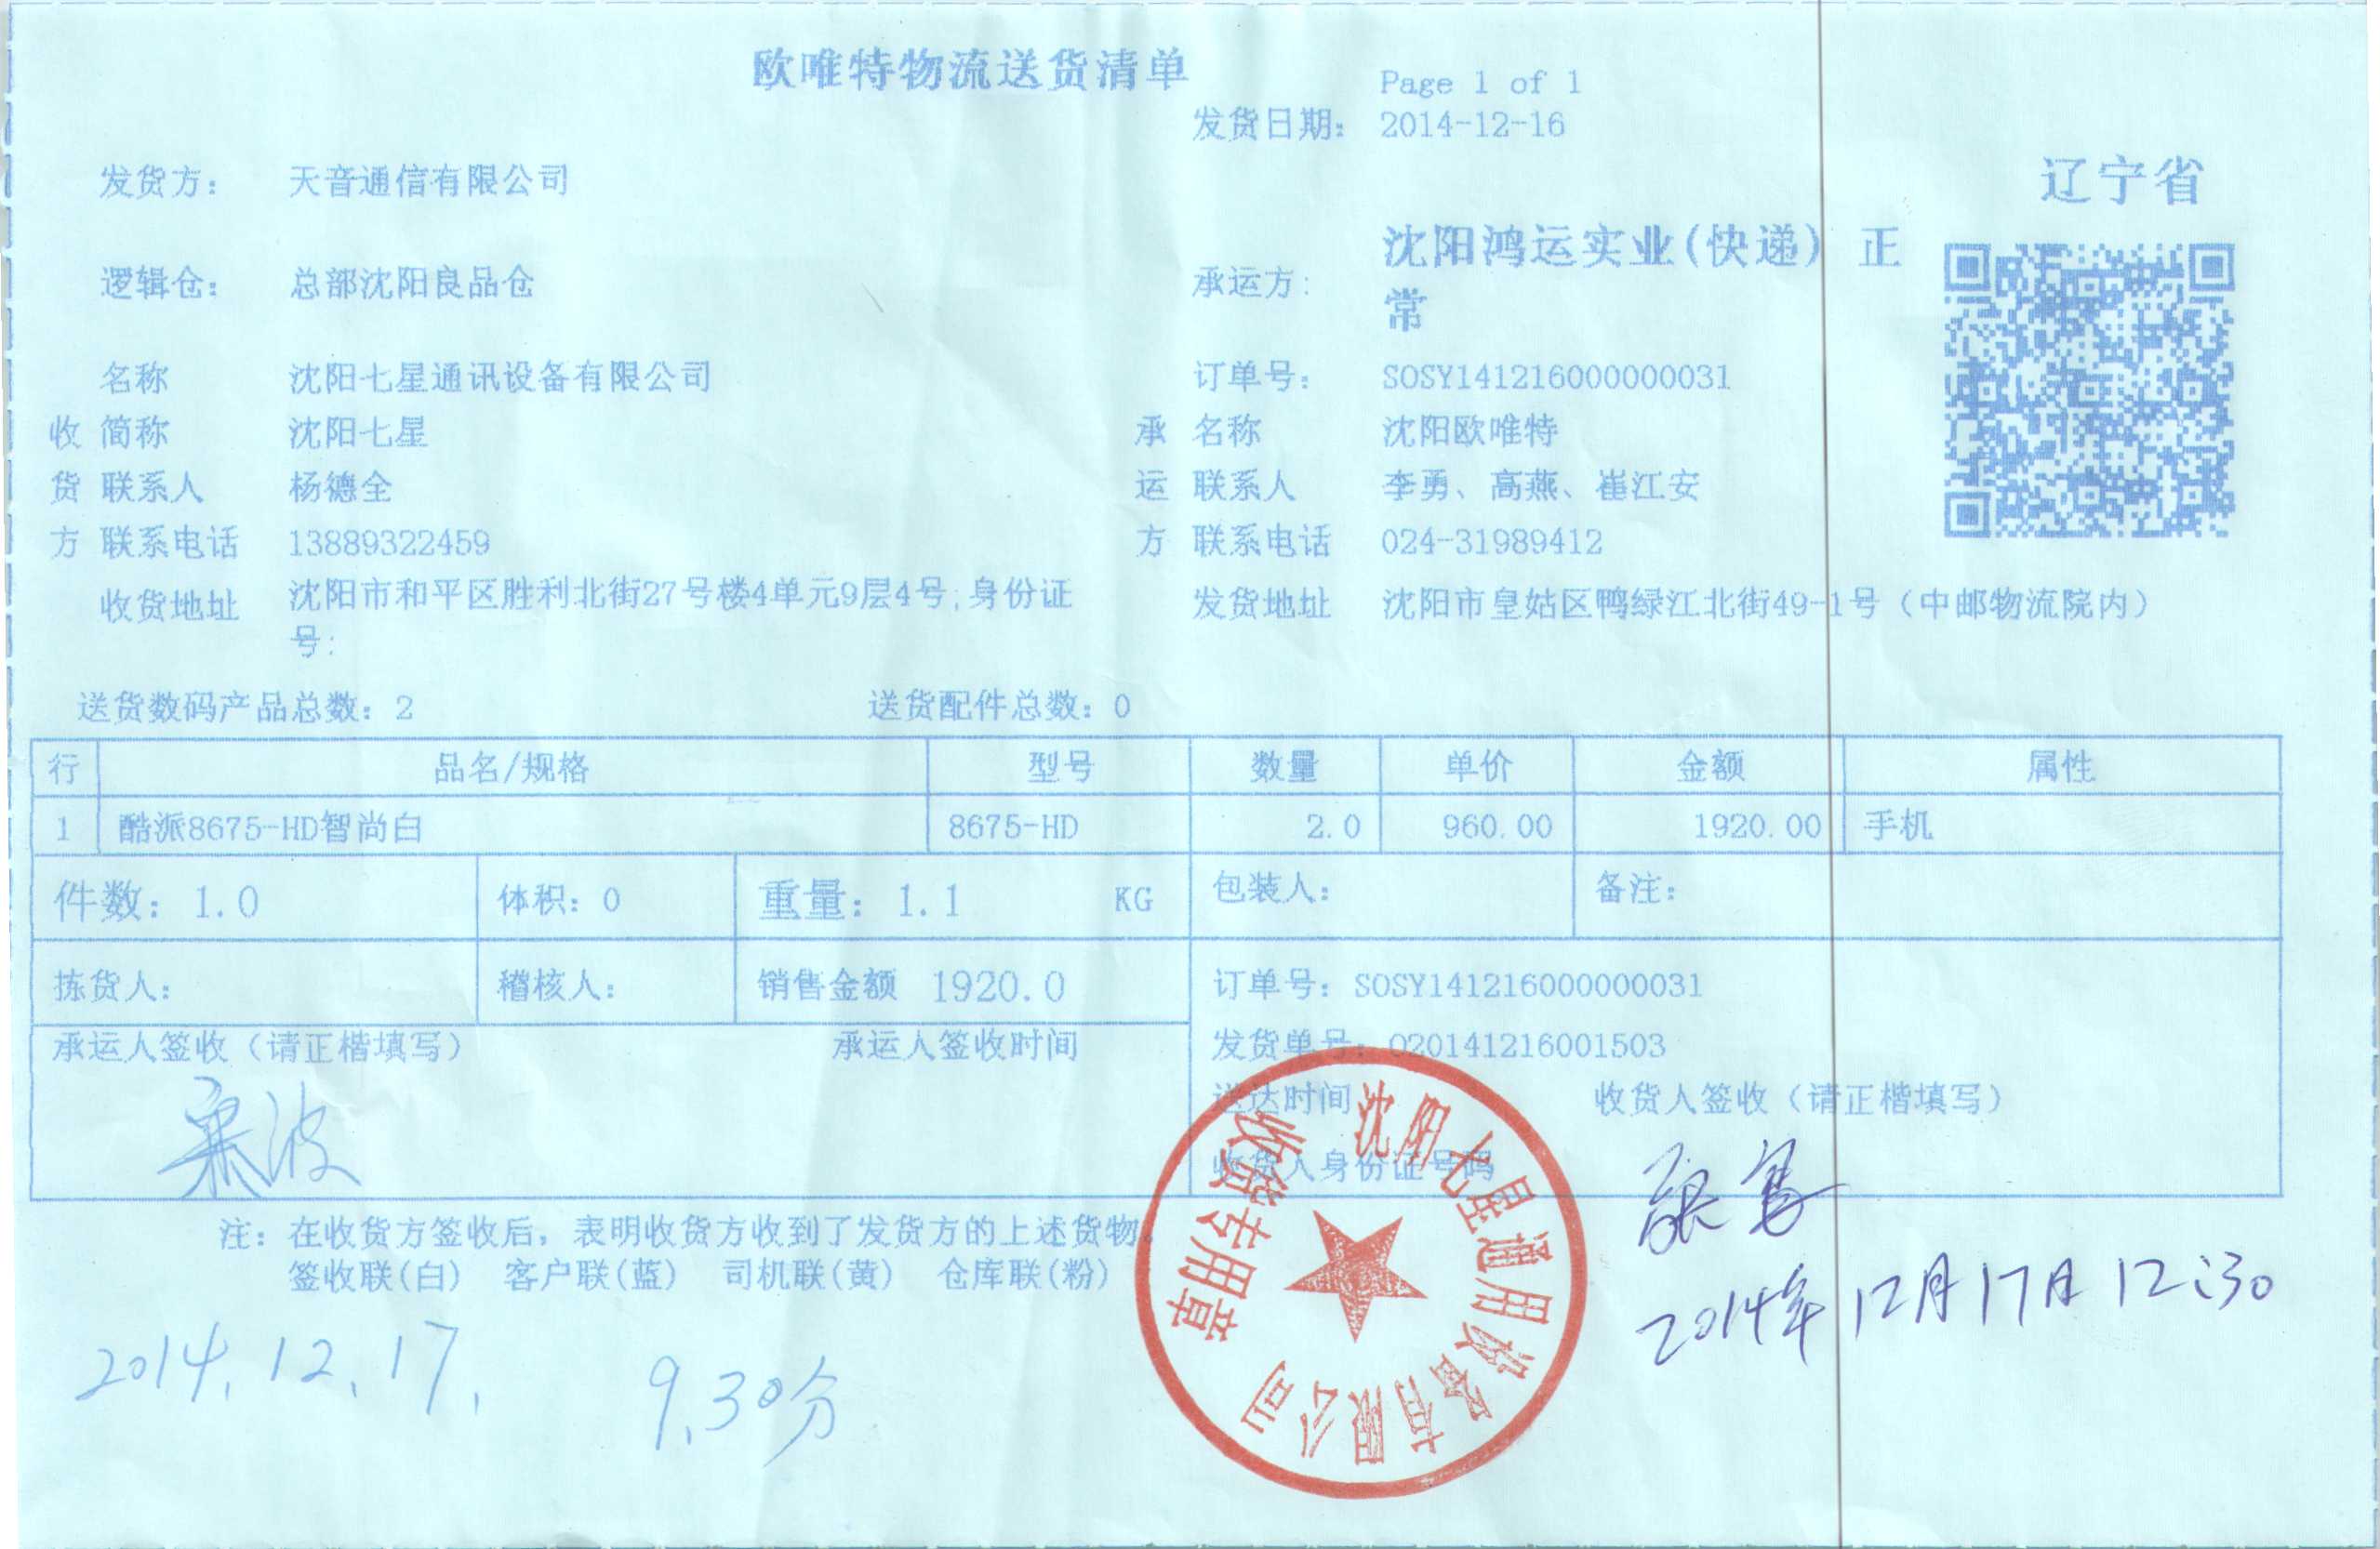 欧唯特物流送货清单
Page 1 of 1
发货日期: 2014-12-16
发货方: 天音通信有限公司
辽宁省
逻辑仓: 总部沈阳良品仓
承运方: 沈阳鸿运实业(快递) 正
常
名称 沈阳七星通讯设备有限公司
订单号: SOSY141216000000031
收 简称 沈阳七星
承 名称 沈阳欧唯特
货 联系人 杨德全
运 联系人 李勇、高燕、崔江安
方 联系电话 13889322459
方 联系电话 024-31989412
收货地址 沈阳市和平区胜利北街27号楼4单元9层4号;身份证
号:
发货地址 沈阳市皇姑区鸭绿江北街49-1号（中邮物流院内）
送货数码产品总数: 2 送货配件总数: 0
行 品名/规格 型号 数量 单价 金额 属性
1 酷派8675-HD智尚白 8675-HD 2.0 960.00 1920.00 手机
件数: 1.0 体积: 0 重量: 1.1 KG 包装人: 备注:
拣货人: 稽核人: 销售金额 1920.0 订单号: SOSY141216000000031
承运人签收（请正楷填写） 承运人签收时间
发货单号: O20141216001503
送达时间 收货人签收（请正楷填写）
收货人身份证号码
注: 在收货方签收后, 表明收货方收到了发货方的上述货物.
签收联(白) 客户联(蓝) 司机联(黄) 仓库联(粉)
沈阳七星通用设备有限公司
收货专用章
2014年12月17日12:30
2014.12.17. 9.30分